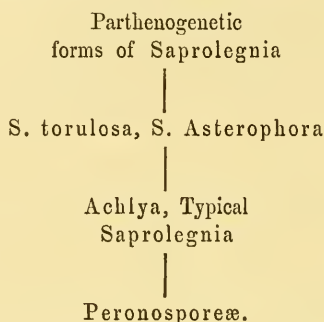 Parthenogenetic
forms of Saprolegnia
S. torulosa, S. Asterophora
Achlya, Typical
Saprolegnia
Peronosporeæ.